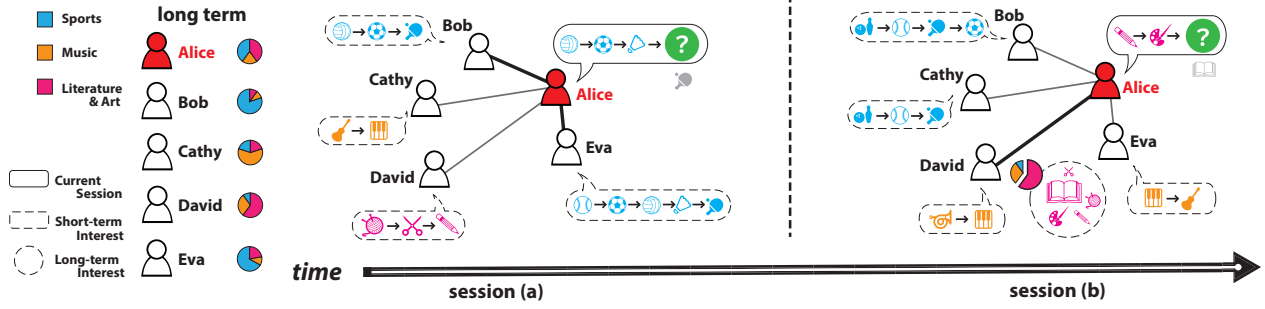 Sports
Music
Literature
& Art
Current
Session
Short-term
Interest
Long-term
Interest
long term
Alice
Bob
Cathy
David
Eva
Bob
?
Cathy
Alice
Eva
David
Bob
?
Cathy
Alice
Eva
David
time
session (a)
session (b)